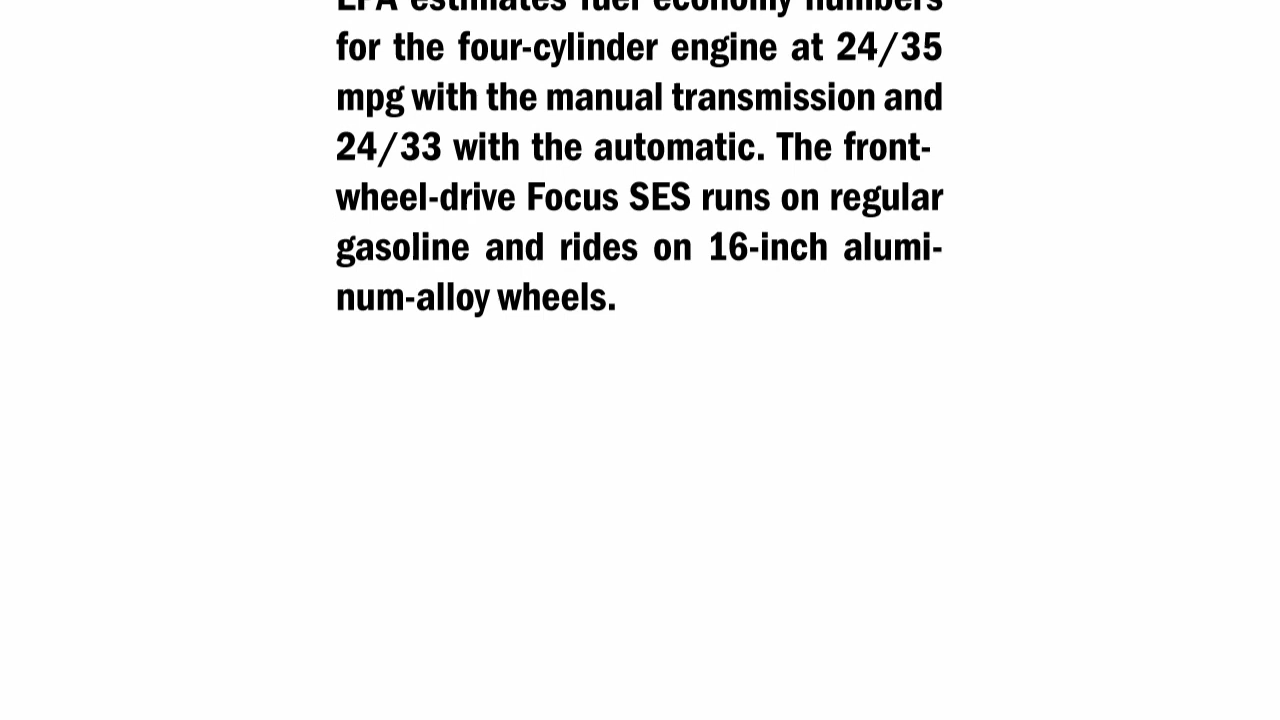 EPA estimates fuel economy numbers
for the four-cylinder engine at 24/35
mpg with the manual transmission and
24/33 with the automatic. The front-
wheel-drive Focus SES runs on regular
gasoline and rides on 16-inch alumi-
num-alloy wheels.